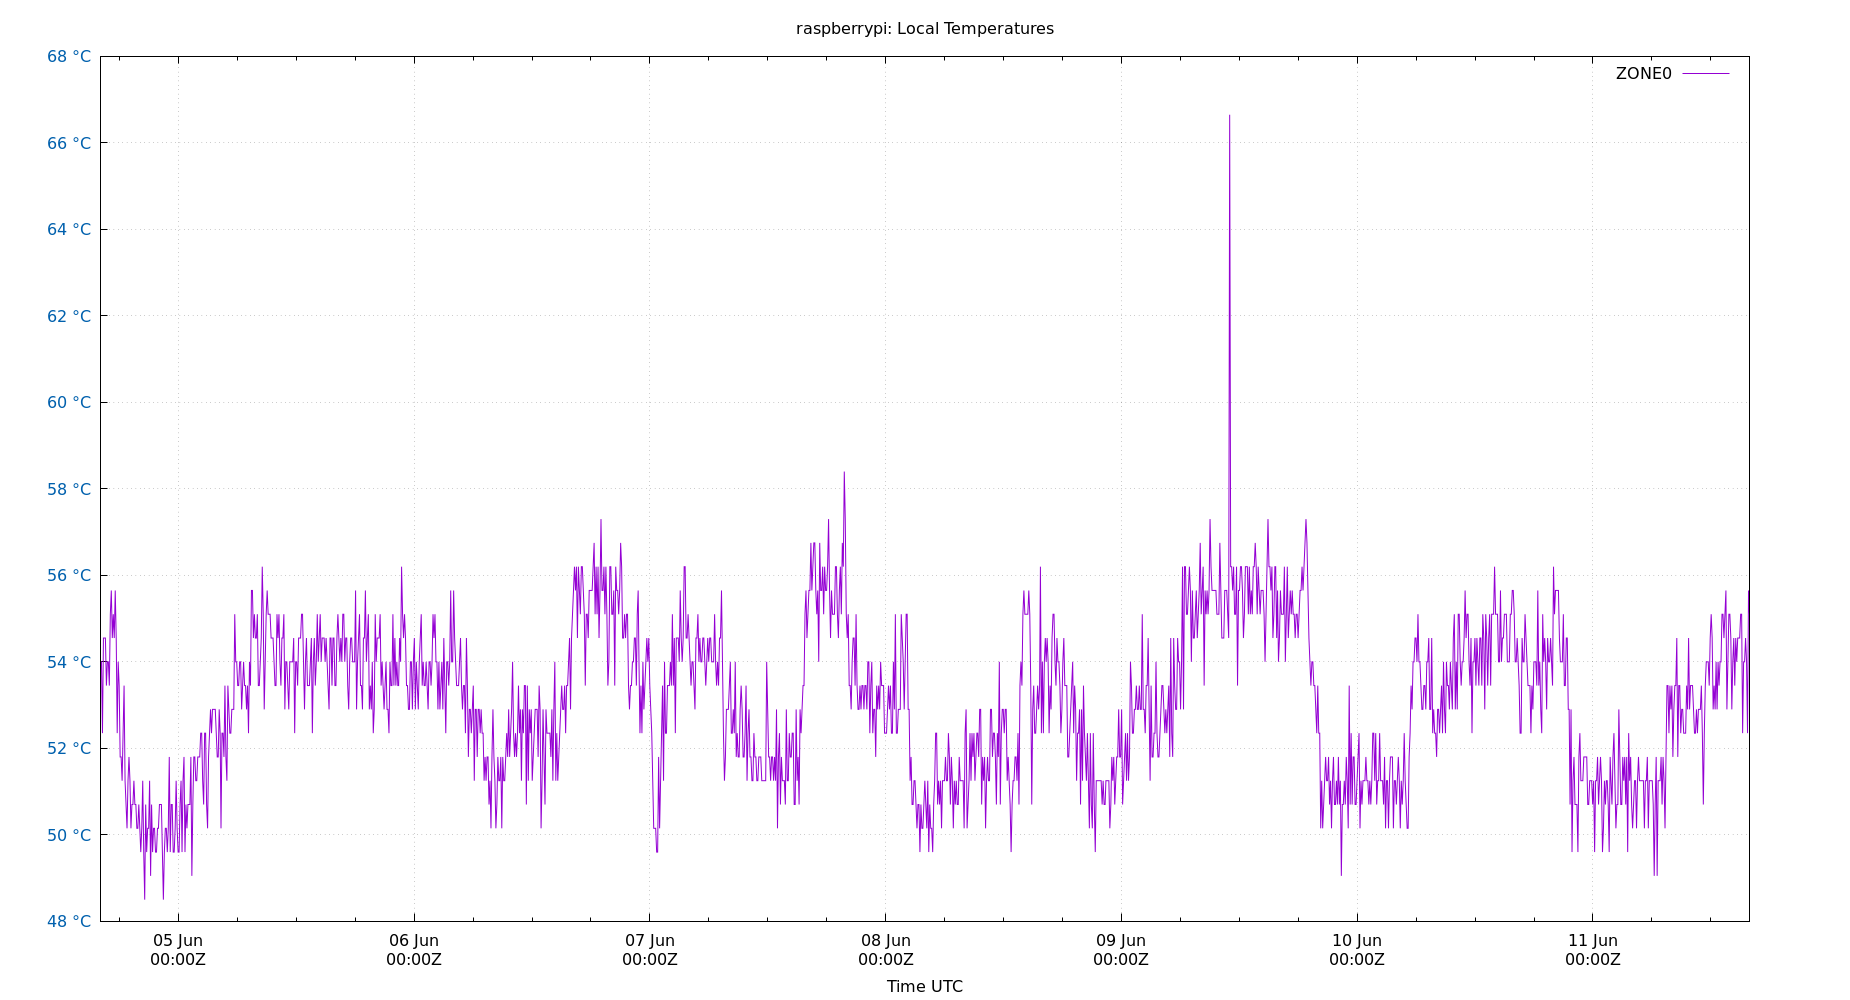 raspberrypi: Local Temperatures
ZONE0
68 °C
66 °C
64 °C
62 °C
60 °C
58 °C
56 °C
54 °C
52 °C
50 °C
48 °C
05 Jun 06 Jun 07 Jun 08 Jun 09 Jun 10 Jun 11 Jun
00:00Z 00:00Z 00:00Z 00:00Z 00:00Z 00:00Z 00:00Z
Time UTC